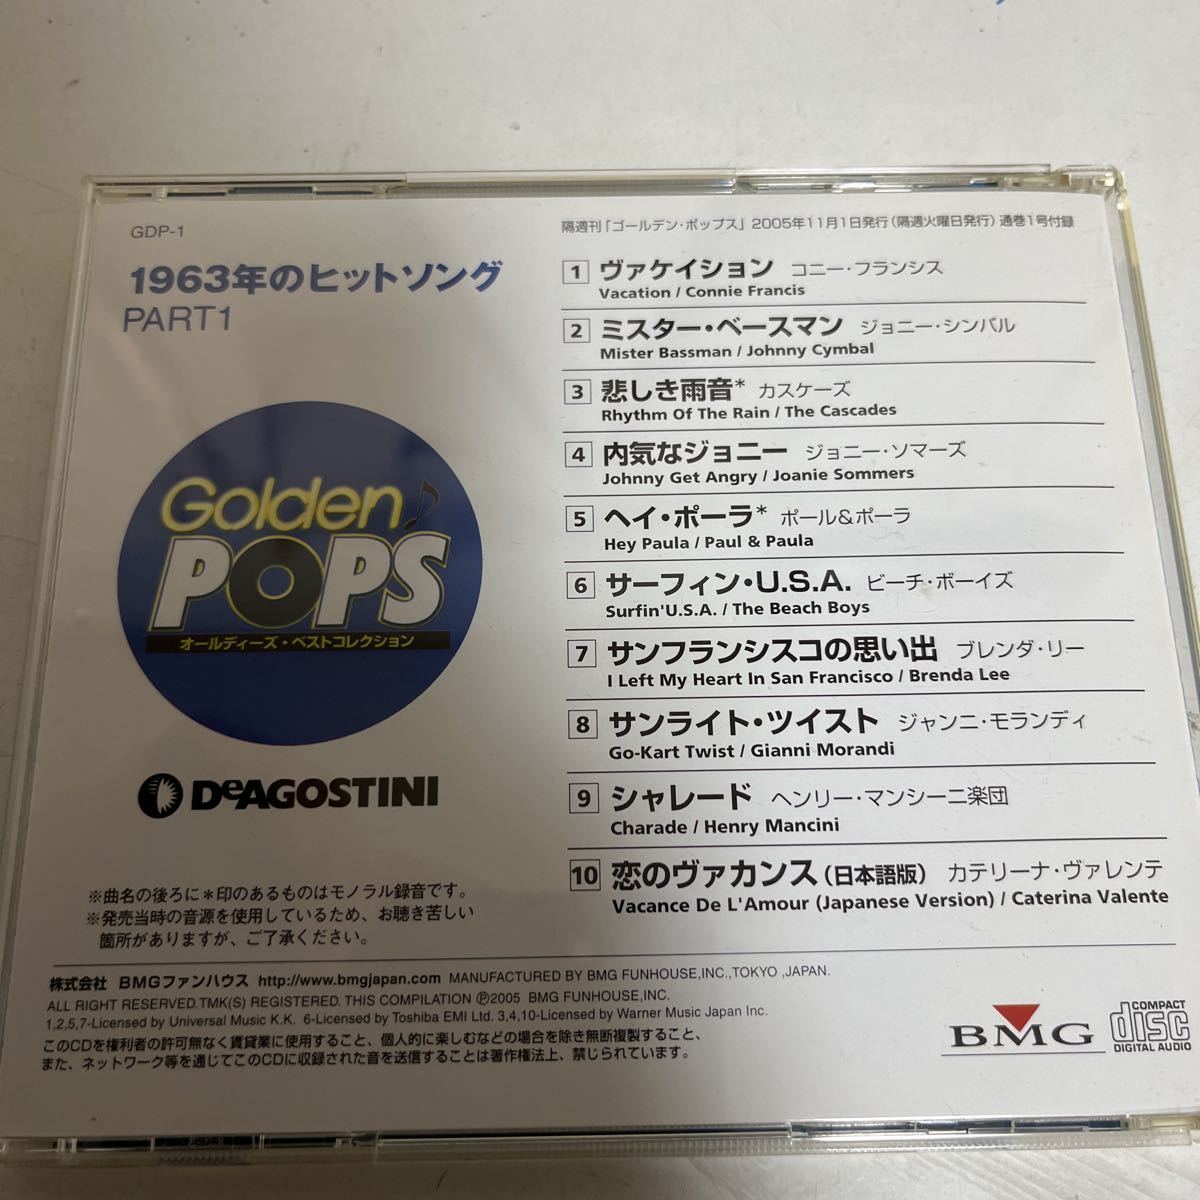 GDP-1
1963年のヒットソング
PART1
Golden
POPS
オールディーズ・ベストコレクション
DeAGOSTINI
※曲名の後ろに＊印のあるものはモノラル録音です。
※発売当時の音源を使用しているため、お聴き苦しい
箇所がありますが、ご了承ください。
隔週刊「ゴールデン・ポップス」 2005年11月1日発行(隔週火曜日発行) 通巻1号付録
1 ヴァケイション コニー・フランシス
Vacation / Connie Francis
2 ミスター・ベースマン ジョニー・シンバル
Mister Bassman / Johnny Cymbal
3 悲しき雨音＊ カスケーズ
Rhythm Of The Rain / The Cascades
4 内気なジョニー ジョニー・ソマーズ
Johnny Get Angry / Joanie Sommers
5 ヘイ・ポーラ＊ ポール＆ポーラ
Hey Paula / Paul & Paula
6 サーフィン・U.S.A. ビーチ・ボーイズ
Surfin'U.S.A. / The Beach Boys
7 サンフランシスコの思い出 ブレンダ・リー
I Left My Heart In San Francisco / Brenda Lee
8 サンライト・ツイスト ジャンニ・モランディ
Go-Kart Twist / Gianni Morandi
9 シャレード ヘンリー・マンシーニ楽団
Charade / Henry Mancini
10 恋のヴァカンス(日本語版) カテリーナ・ヴァレンテ
Vacance De L'Amour (Japanese Version) / Caterina Valente
株式会社 BMGファンハウス http://www.bmgjapan.com MANUFACTURED BY BMG FUNHOUSE,INC.,TOKYO ,JAPAN.
ALL RIGHT RESERVED.TMK(S) REGISTERED. THIS COMPILATION ℗2005 BMG FUNHOUSE,INC.
1,2,5,7-Licensed by Universal Music K.K. 6-Licensed by Toshiba EMI Ltd. 3,4,10-Licensed by Warner Music Japan Inc.
このCDを権利者の許可無く賃貸業に使用すること、個人的に楽しむなどの場合を除き無断複製すること、
また、ネットワーク等を通じてこのCDに収録された音を送信することは著作権法上、禁じられています。
BMG
COMPACT
disc
DIGITAL AUDIO